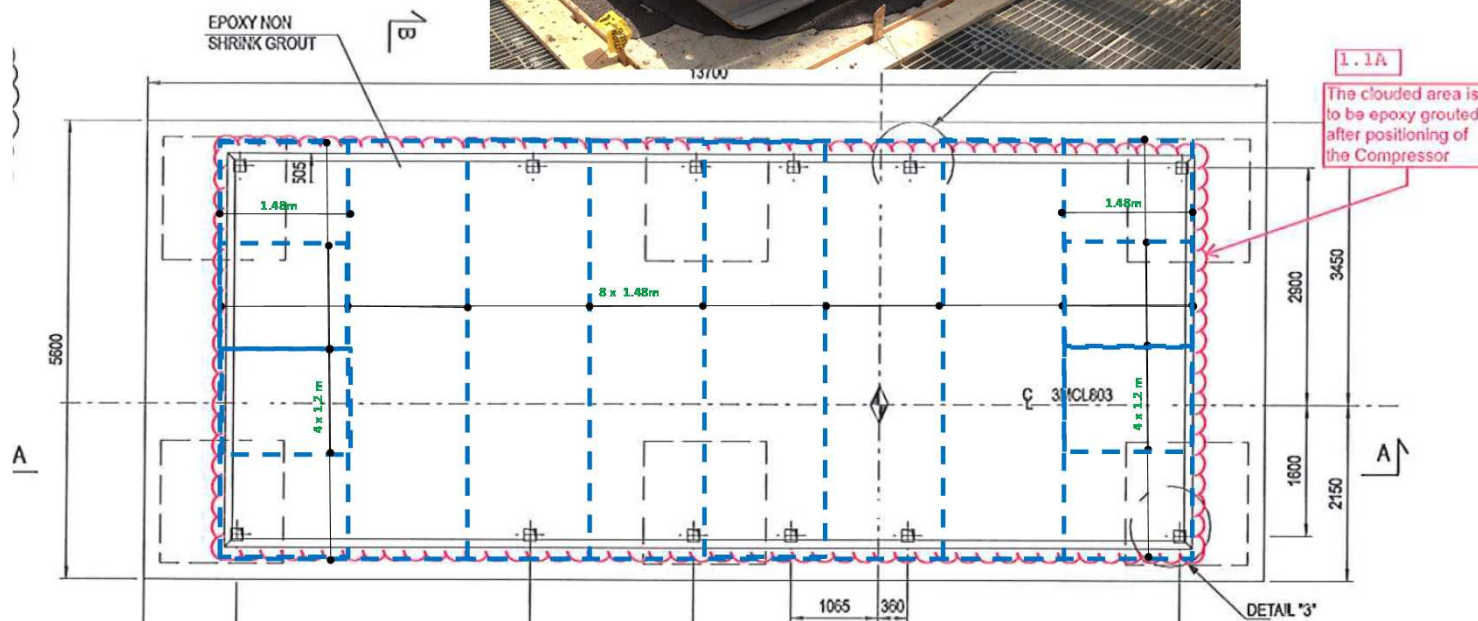 EPOXY NON
SHRINK GROUT
B
13700
1.1A
The clouded area is
to be epoxy grouted
after positioning of
the Compressor
505
1.48m
1.48m
8 x 1.48m
5600
2900
3450
4 x 1.2 m
4 x 1.2 m
C 3MCL803
L
A
A
1600
2150
1065
360
DETAIL "3"